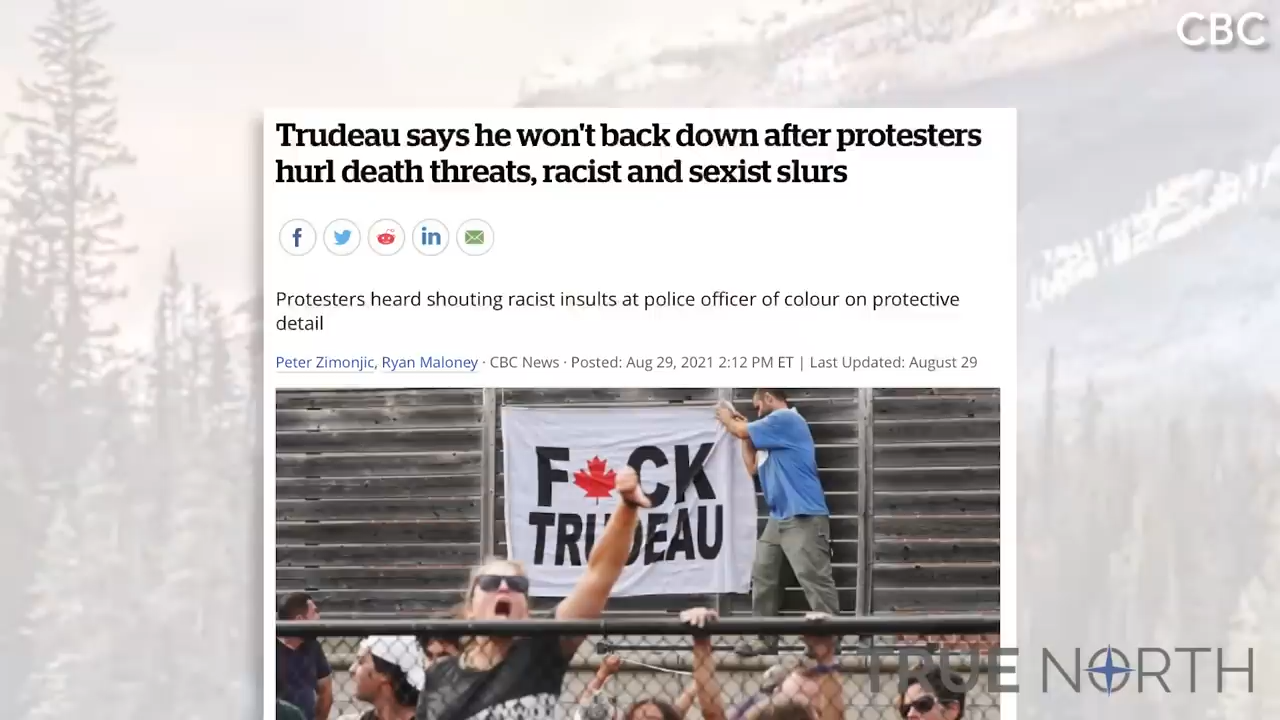 CBC
Trudeau says he won't back down after protesters
hurl death threats, racist and sexist slurs
Protesters heard shouting racist insults at police officer of colour on protective
detail
Peter Zimonjic, Ryan Maloney · CBC News · Posted: Aug 29, 2021 2:12 PM ET | Last Updated: August 29
F CK
TRUDEAU
TRUE NORTH